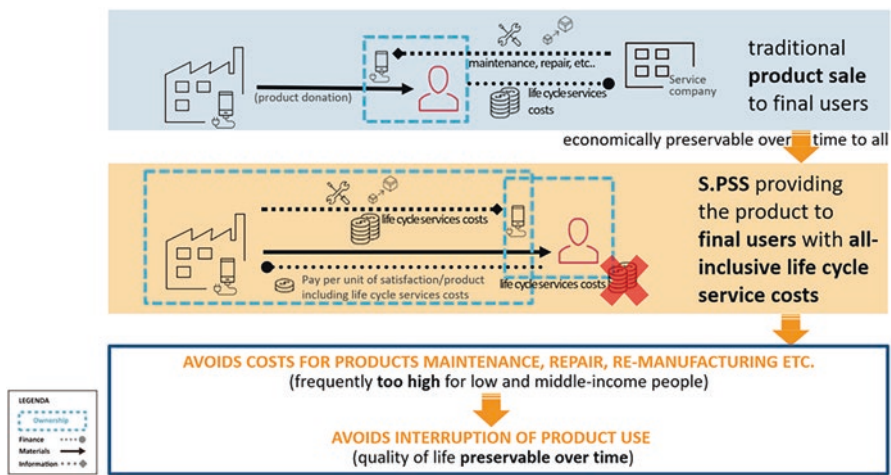 maintenance, repair, etc..
(product donation)
life cycle services
costs
Service
company
traditional
product sale
to final users
economically preservable over time to all
life cycle services costs
Pay per unit of satisfaction/product
including life cycle services costs
life cycle services costs
S.PSS providing
the product to
final users with all-
inclusive life cycle
service costs
AVOIDS COSTS FOR PRODUCTS MAINTENANCE, REPAIR, RE-MANUFACTURING ETC.
(frequently too high for low and middle-income people)
AVOIDS INTERRUPTION OF PRODUCT USE
(quality of life preservable over time)
LEGENDA
Ownership
Finance
Materials
Information